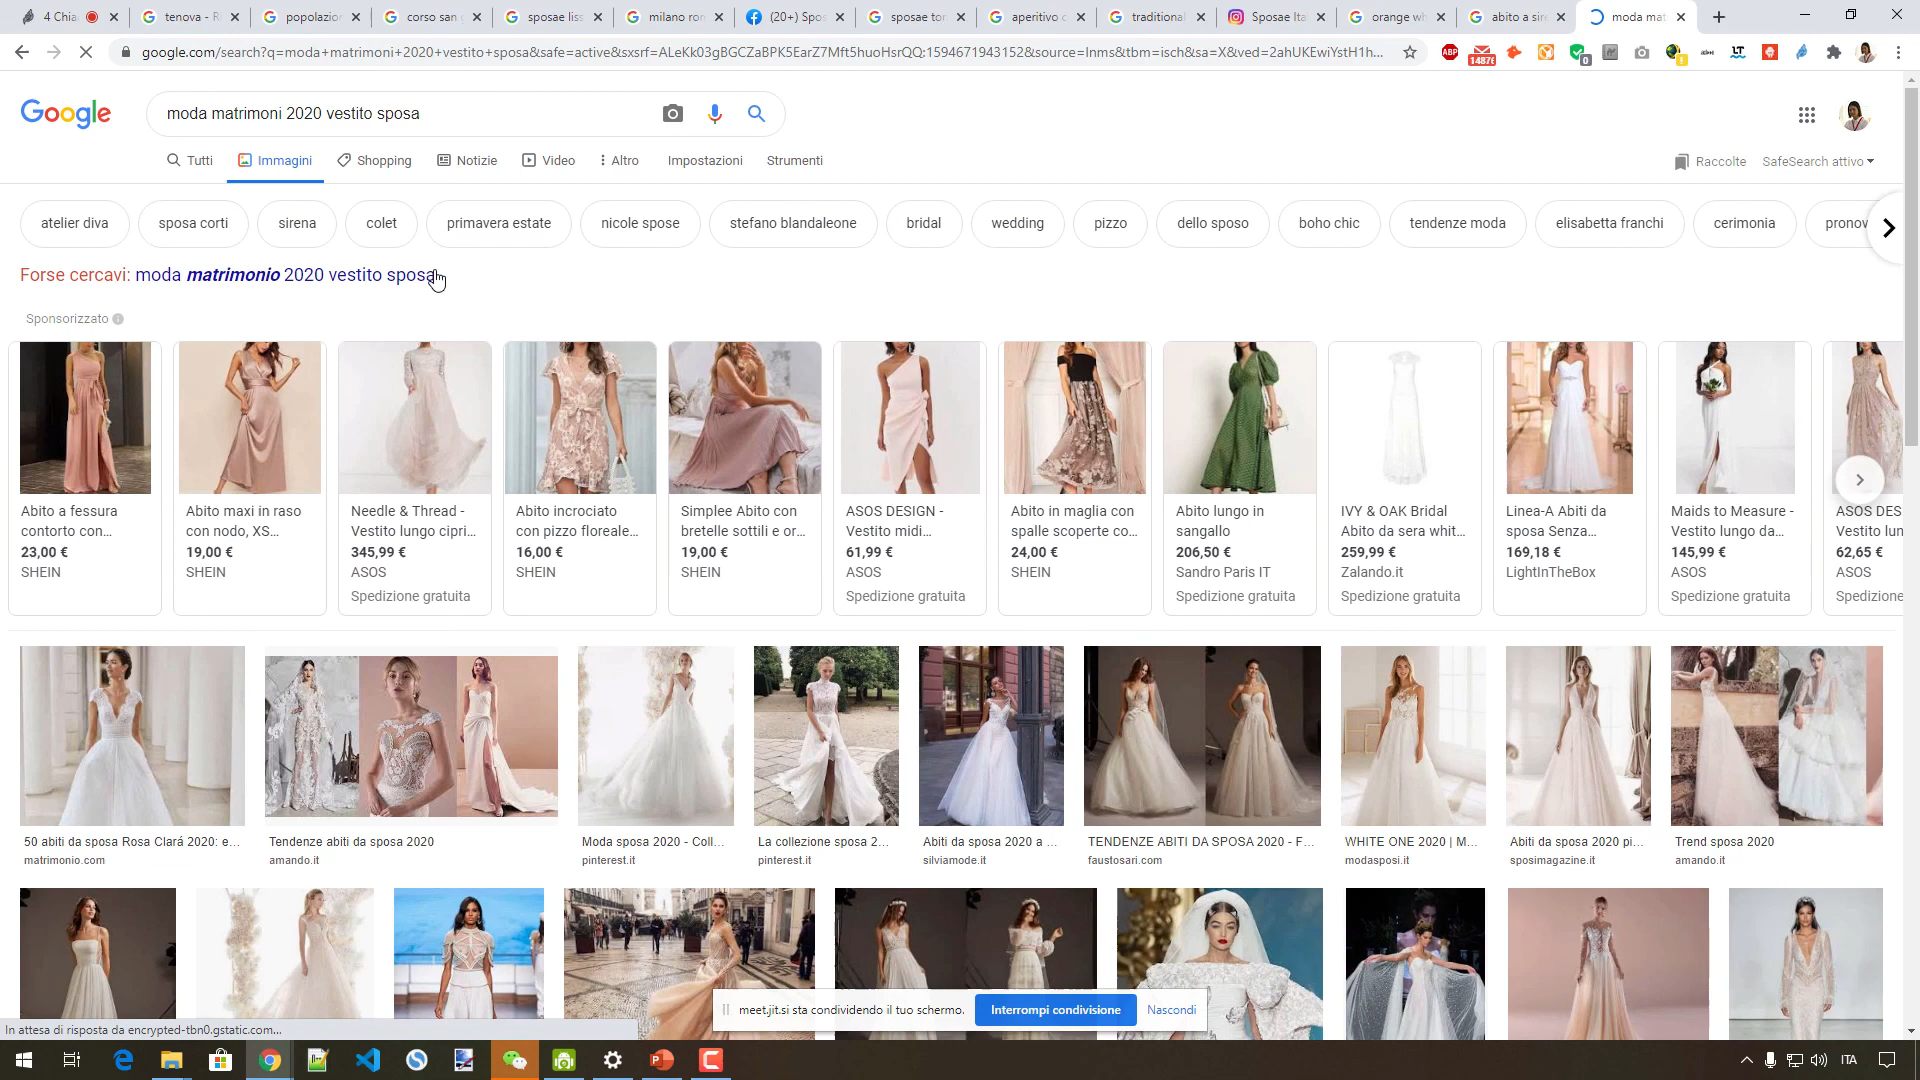 4 Chia
tenova - Ri
popolazion
corso san g
sposae liss
milano ron
(20+) Spos
sposae ton
aperitivo c
traditional
Sposae Ita
orange wh
abito a sire
moda mat
google.com/search?q=moda+matrimoni+2020+vestito+sposa&safe=active&sxsrf=ALeKk03gBGCZaBPK5EarZ7Mft5huoHsrQQ:1594671943152&source=lnms&tbm=isch&sa=X&ved=2ahUKEwiYstH1h...
Google
moda matrimoni 2020 vestito sposa
Tutti Immagini Shopping Notizie Video Altro Impostazioni Strumenti
Raccolte SafeSearch attivo
atelier diva sposa corti sirena colet primavera estate nicole spose stefano blandaleone bridal wedding pizzo dello sposo boho chic tendenze moda elisabetta franchi cerimonia pronov
Forse cercavi: moda matrimonio 2020 vestito sposa
Sponsorizzato
Abito a fessura
contorto con...
23,00 €
SHEIN
Abito maxi in raso
con nodo, XS...
19,00 €
SHEIN
Needle & Thread -
Vestito lungo cipri...
345,99 €
ASOS
Spedizione gratuita
Abito incrociato
con pizzo floreale...
16,00 €
SHEIN
Simplee Abito con
bretelle sottili e or...
19,00 €
SHEIN
ASOS DESIGN -
Vestito midi...
61,99 €
ASOS
Spedizione gratuita
Abito in maglia con
spalle scoperte co...
24,00 €
SHEIN
Abito lungo in
sangallo
206,50 €
Sandro Paris IT
Spedizione gratuita
IVY & OAK Bridal
Abito da sera whit...
259,99 €
Zalando.it
Spedizione gratuita
Linea-A Abiti da
sposa Senza...
169,18 €
LightInTheBox
Maids to Measure -
Vestito lungo da...
145,99 €
ASOS
Spedizione gratuita
ASOS DES
Vestito lun
62,65 €
ASOS
Spedizione
50 abiti da sposa Rosa Clará 2020: e...
matrimonio.com
Tendenze abiti da sposa 2020
amando.it
Moda sposa 2020 - Coll...
pinterest.it
La collezione sposa 2...
pinterest.it
Abiti da sposa 2020 a ...
silviamode.it
TENDENZE ABITI DA SPOSA 2020 - F...
faustosari.com
WHITE ONE 2020 | M...
modasposi.it
Abiti da sposa 2020 pi...
sposimagazine.it
Trend sposa 2020
amando.it
meet.jit.si sta condividendo il tuo schermo.
Interrompi condivisione
Nascondi
In attesa di risposta da encrypted-tbn0.gstatic.com...
ITA